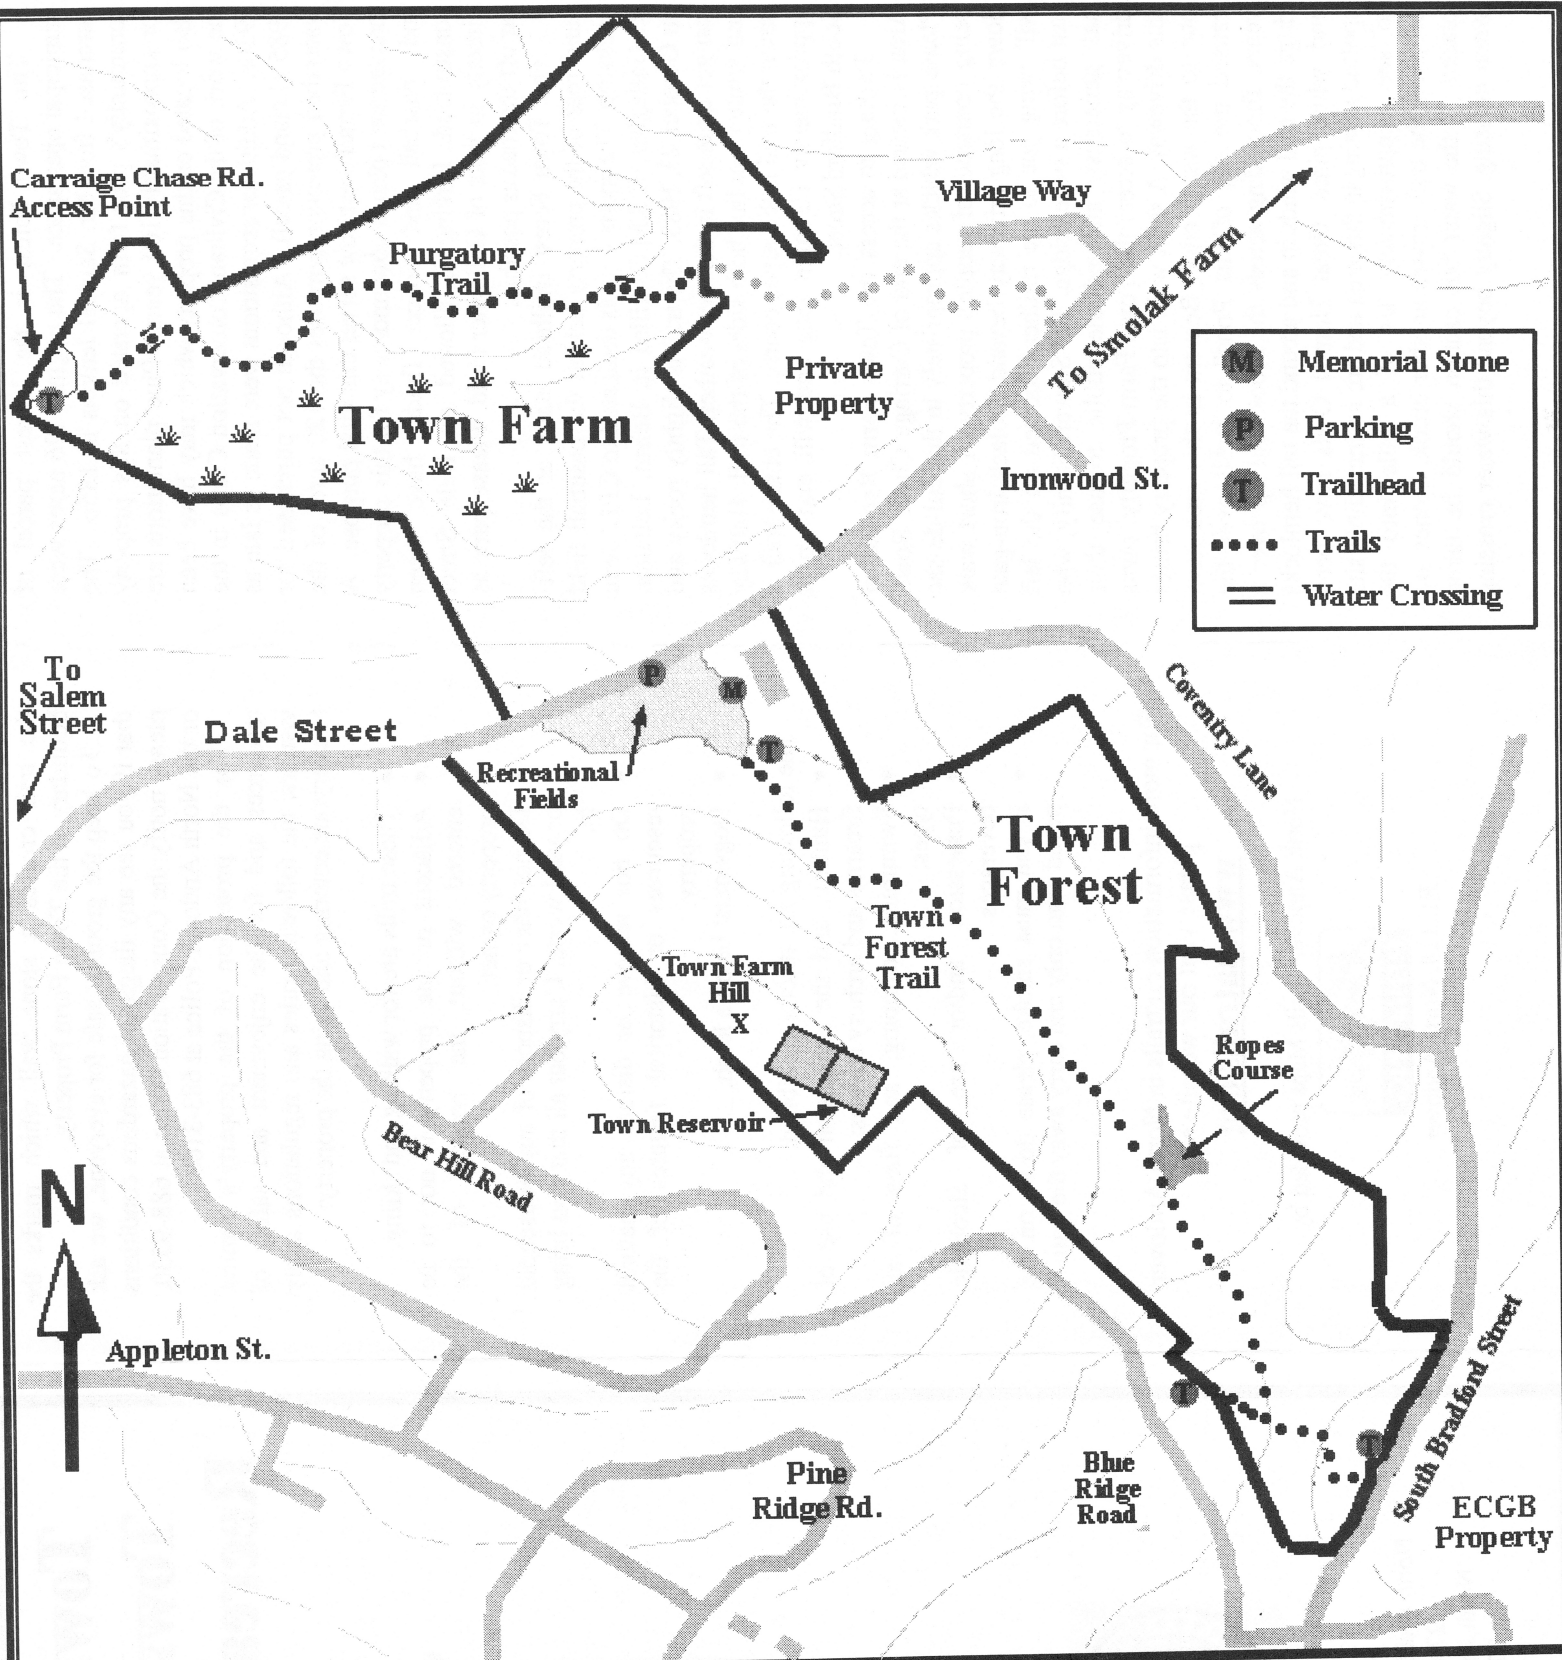 Carraige Chase Rd.
Access Point
Purgatory
Trail
Village Way
To Smolak Farm
M Memorial Stone
P Parking
T Trailhead
Trails
Water Crossing
Private
Property
T
Town Farm
Ironwood St.
To
Salem
Street
Dale Street
P
M
T
Recreational
Fields
Coventry Lane
Town
Forest
Town
Forest
Trail
Town Farm
Hill
X
Ropes
Course
Town Reservoir
Bear Hill Road
N
Appleton St.
T
T
South Bradford Street
Blue
Ridge
Road
Pine
Ridge Rd.
ECGB
Property